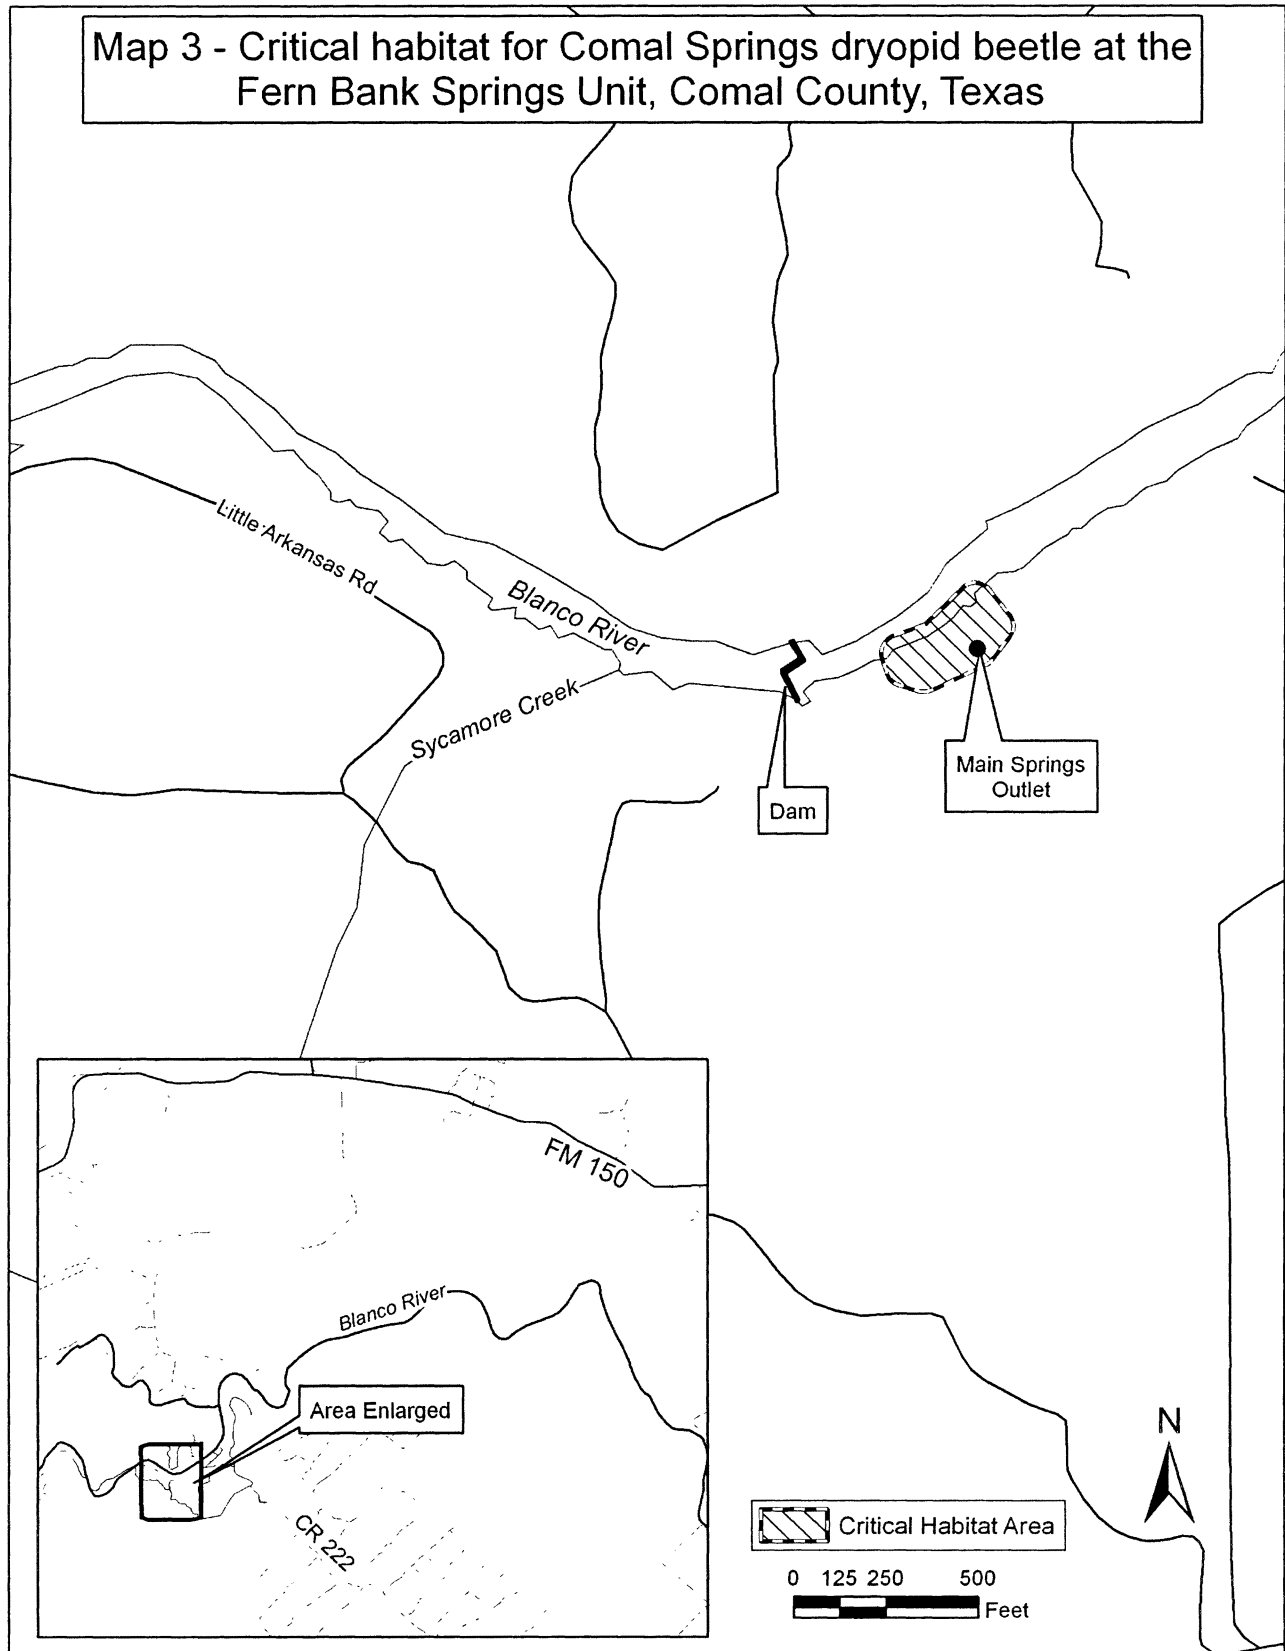 Map 3 - Critical habitat for Comal Springs dryopid beetle at the
Fern Bank Springs Unit, Comal County, Texas
Little Arkansas Rd
Blanco River
Sycamore Creek
Main Springs
Outlet
Dam
FM 150
Blanco River
Area Enlarged
CR 222
N
Critical Habitat Area
0 125 250 500
Feet